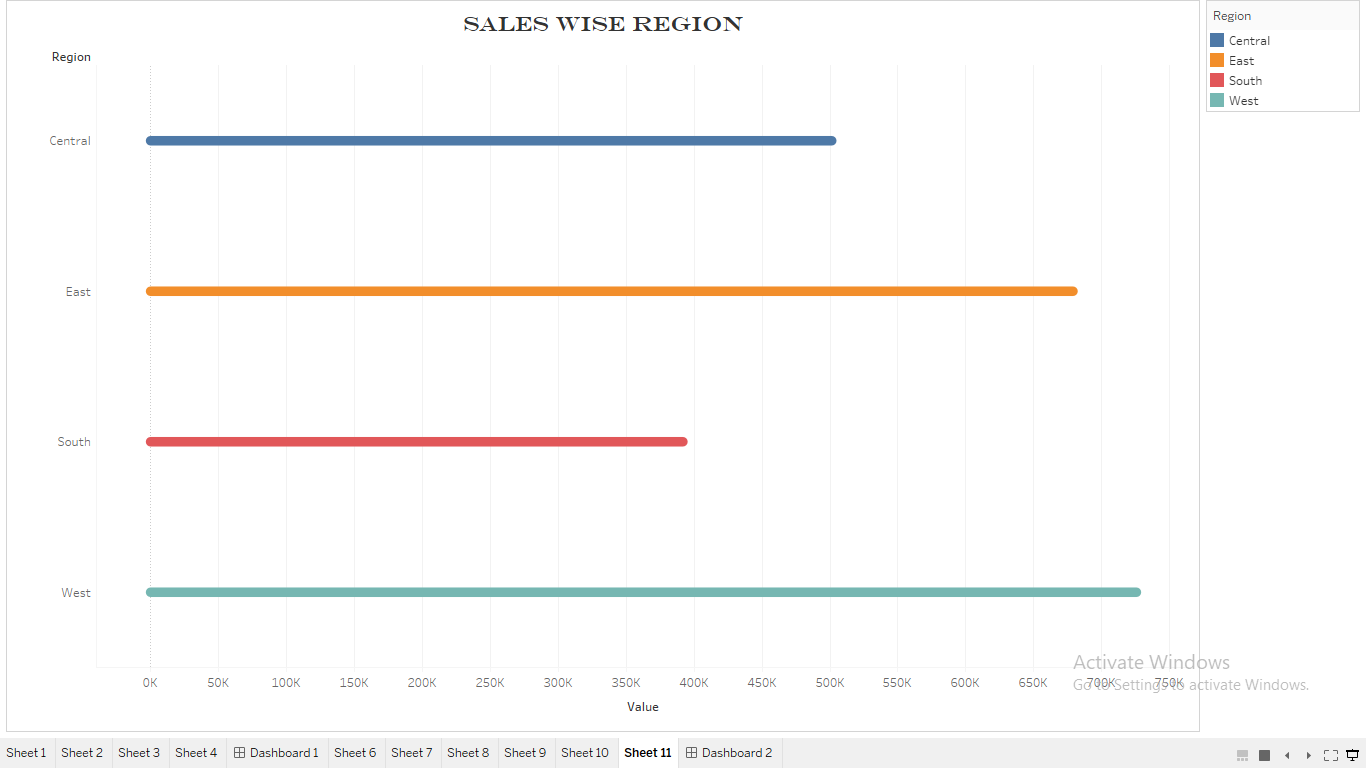 SALES WISE REGION
Region
Central
East
South
West
0K 50K 100K 150K 200K 250K 300K 350K 400K 450K 500K 550K 600K 650K 700K 750K
Value
Region
Central
East
South
West
Activate Windows
Go to Settings to activate Windows.
Sheet 1 Sheet 2 Sheet 3 Sheet 4 Dashboard 1 Sheet 6 Sheet 7 Sheet 8 Sheet 9 Sheet 10 Sheet 11 Dashboard 2